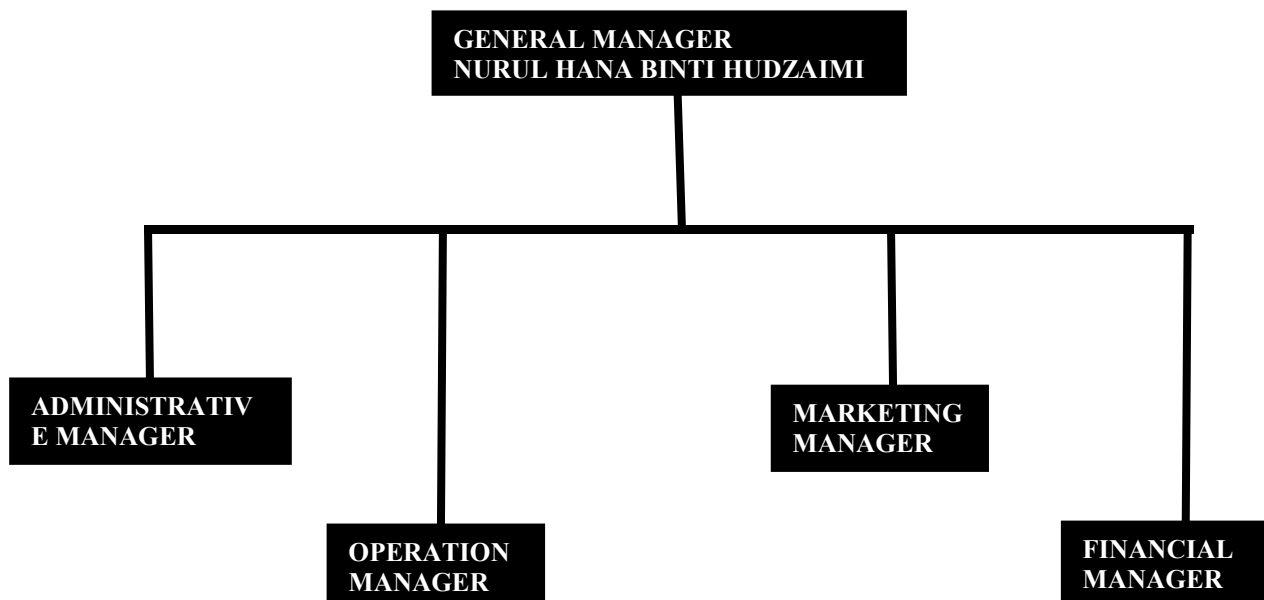 GENERAL MANAGER
NURUL HANA BINTI HUDZAIMI
ADMINISTRATIV
E MANAGER
MARKETING
MANAGER
OPERATION
MANAGER
FINANCIAL
MANAGER